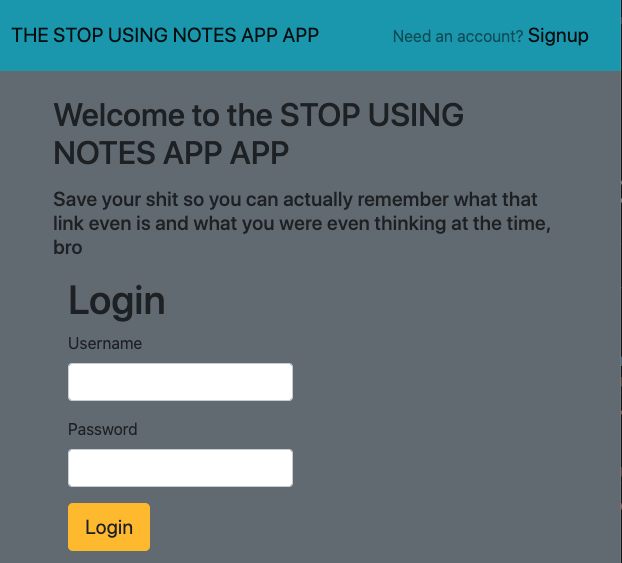 THE STOP USING NOTES APP APP
Need an account? Signup
Welcome to the STOP USING
NOTES APP APP
Save your shit so you can actually remember what that
link even is and what you were even thinking at the time,
bro
Login
Username
Password
Login